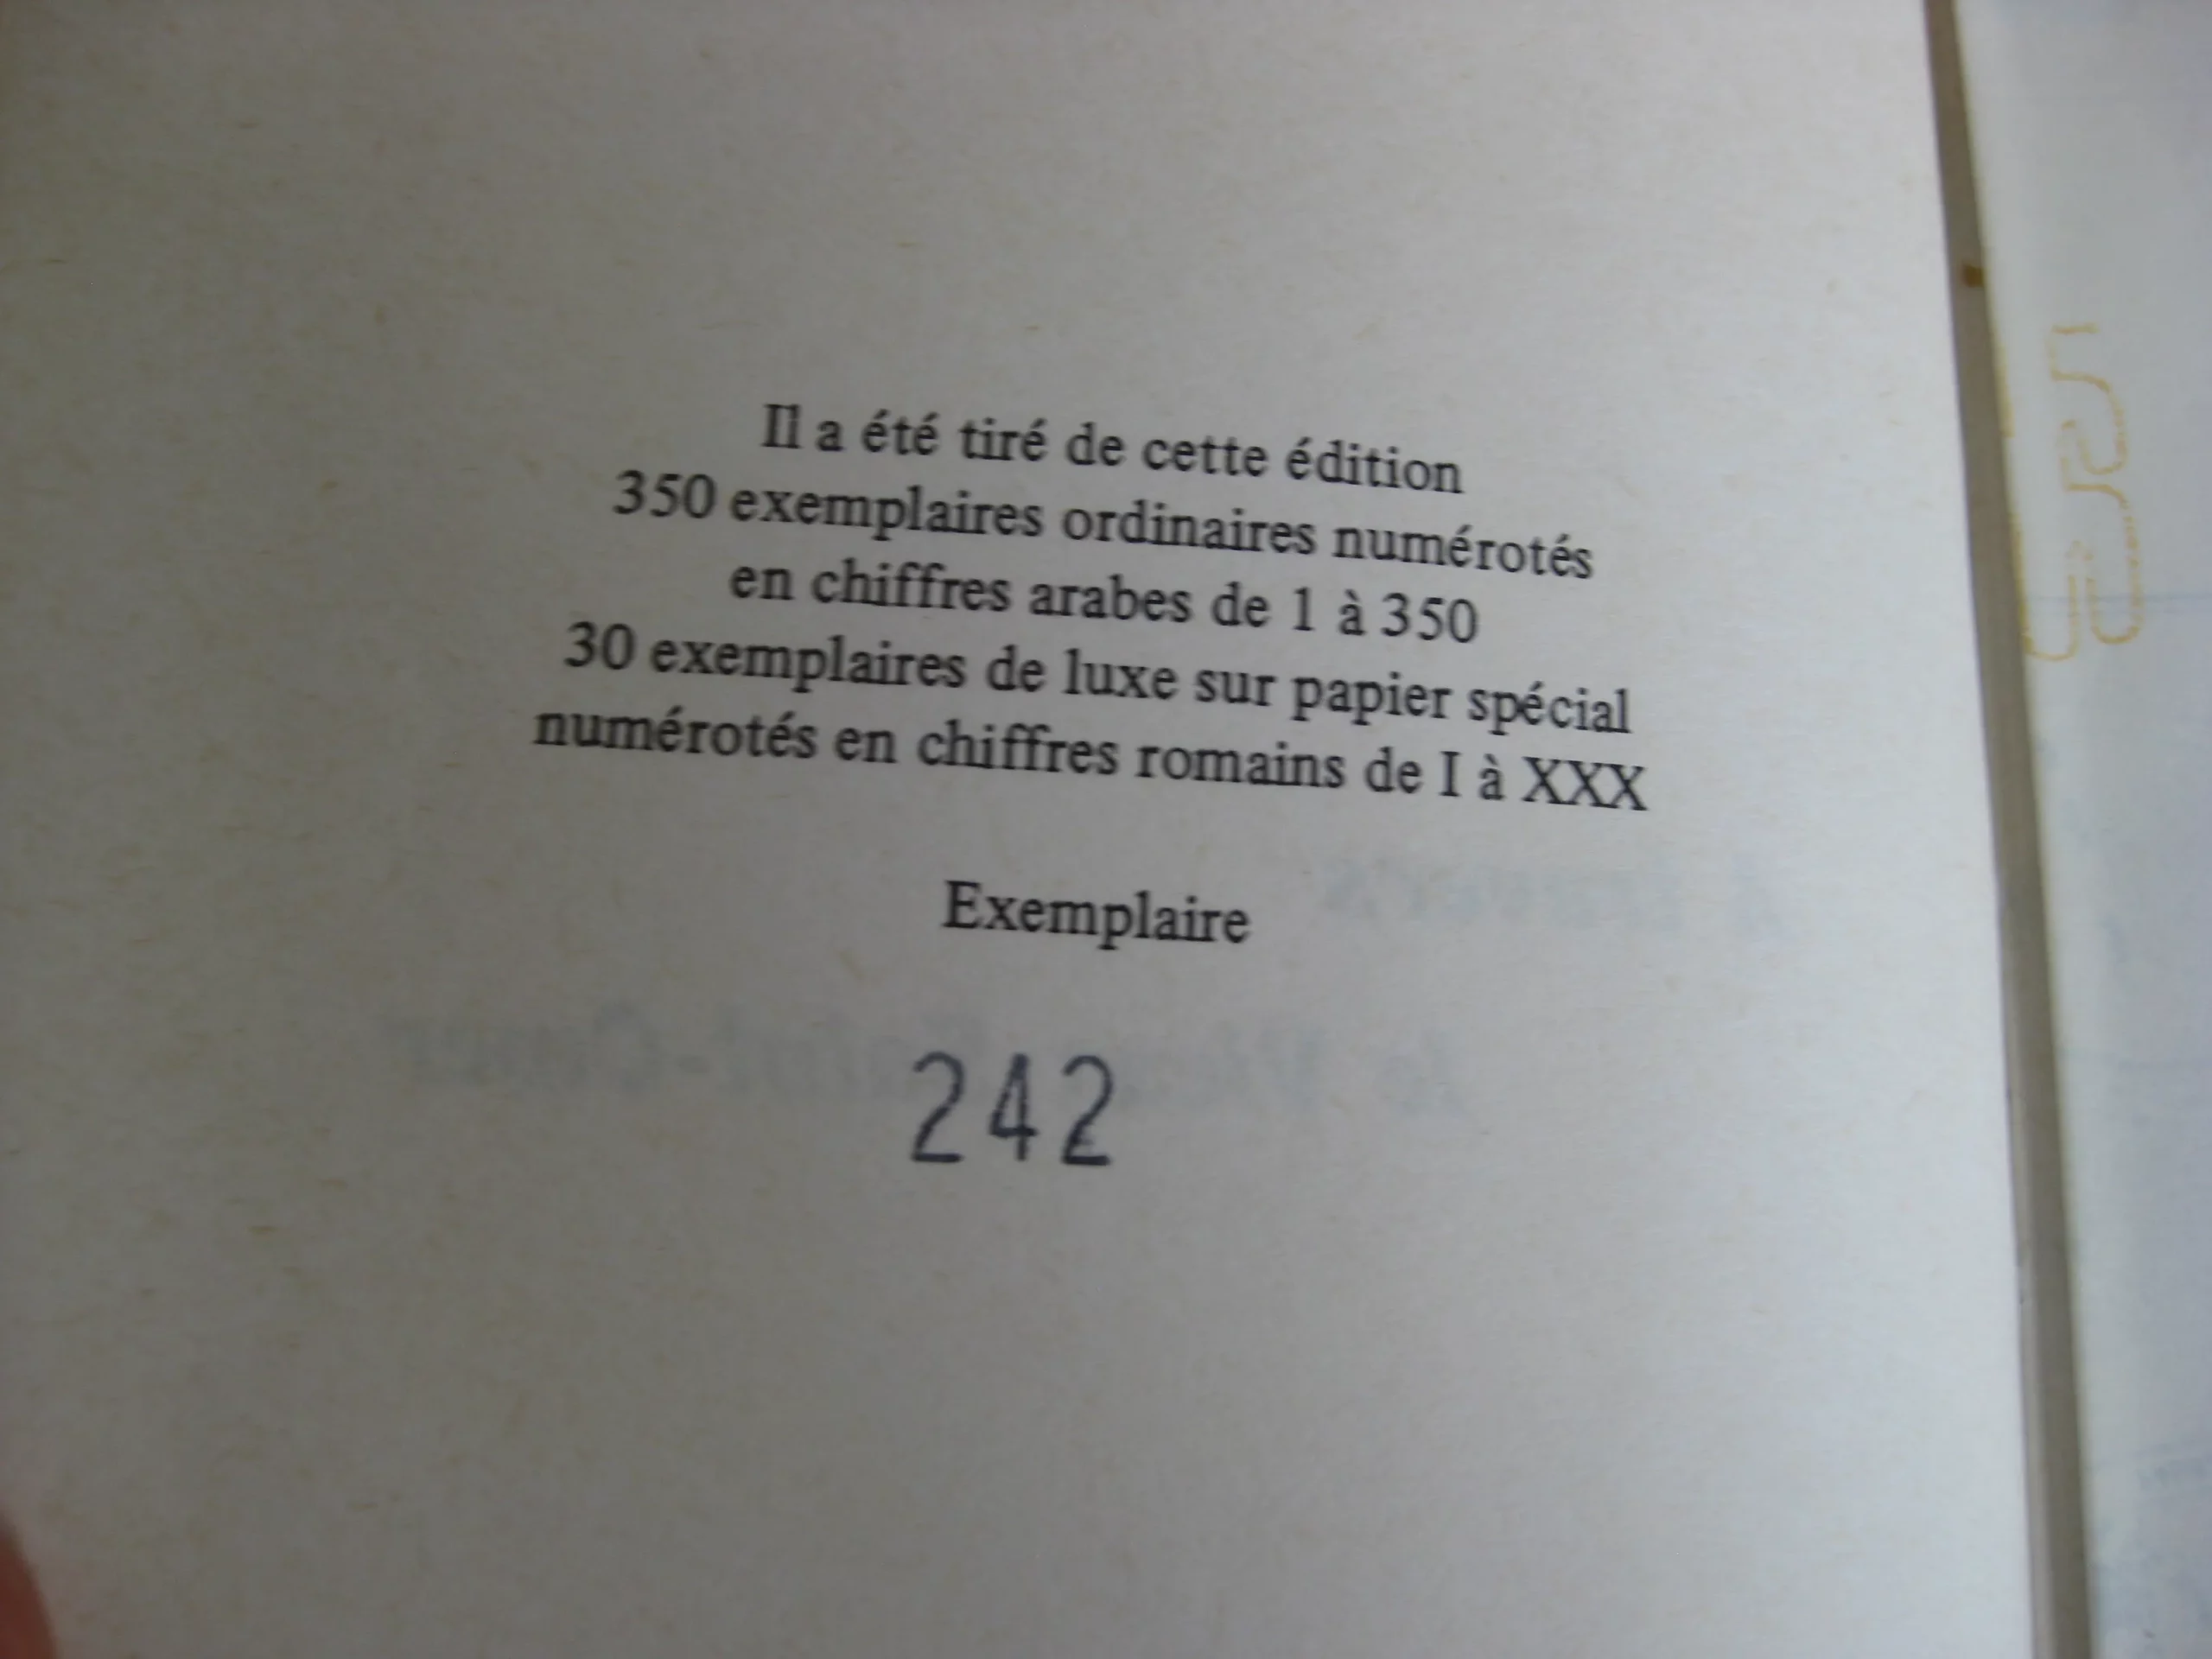 Il a été tiré de cette édition
350 exemplaires ordinaires numérotés
en chiffres arabes de 1 à 350
30 exemplaires de luxe sur papier spécial
numérotés en chiffres romains de I à XXX
Exemplaire
242